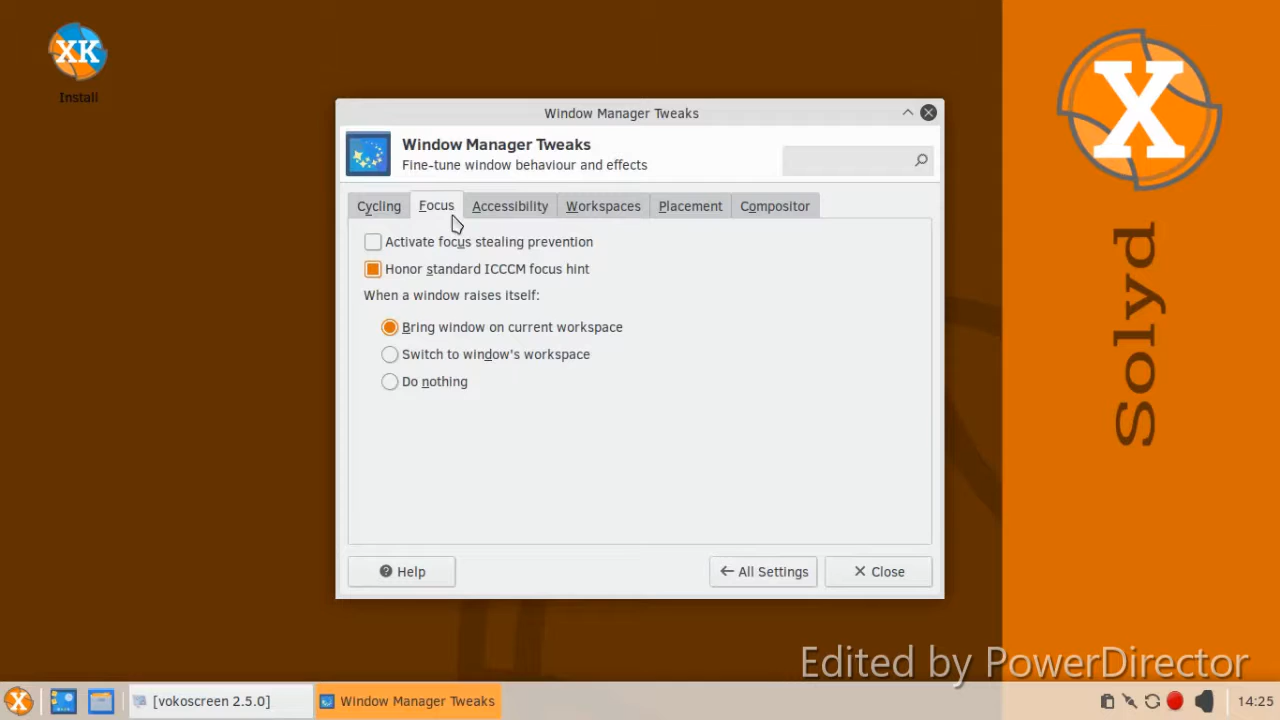 XK
Install
X
Solyd
Window Manager Tweaks
Window Manager Tweaks
Fine-tune window behaviour and effects
Cycling Focus Accessibility Workspaces Placement Compositor
Activate focus stealing prevention
Honor standard ICCCM focus hint
When a window raises itself:
Bring window on current workspace
Switch to window's workspace
Do nothing
Help All Settings Close
Edited by PowerDirector
X [vokoscreen 2.5.0] Window Manager Tweaks 14:25